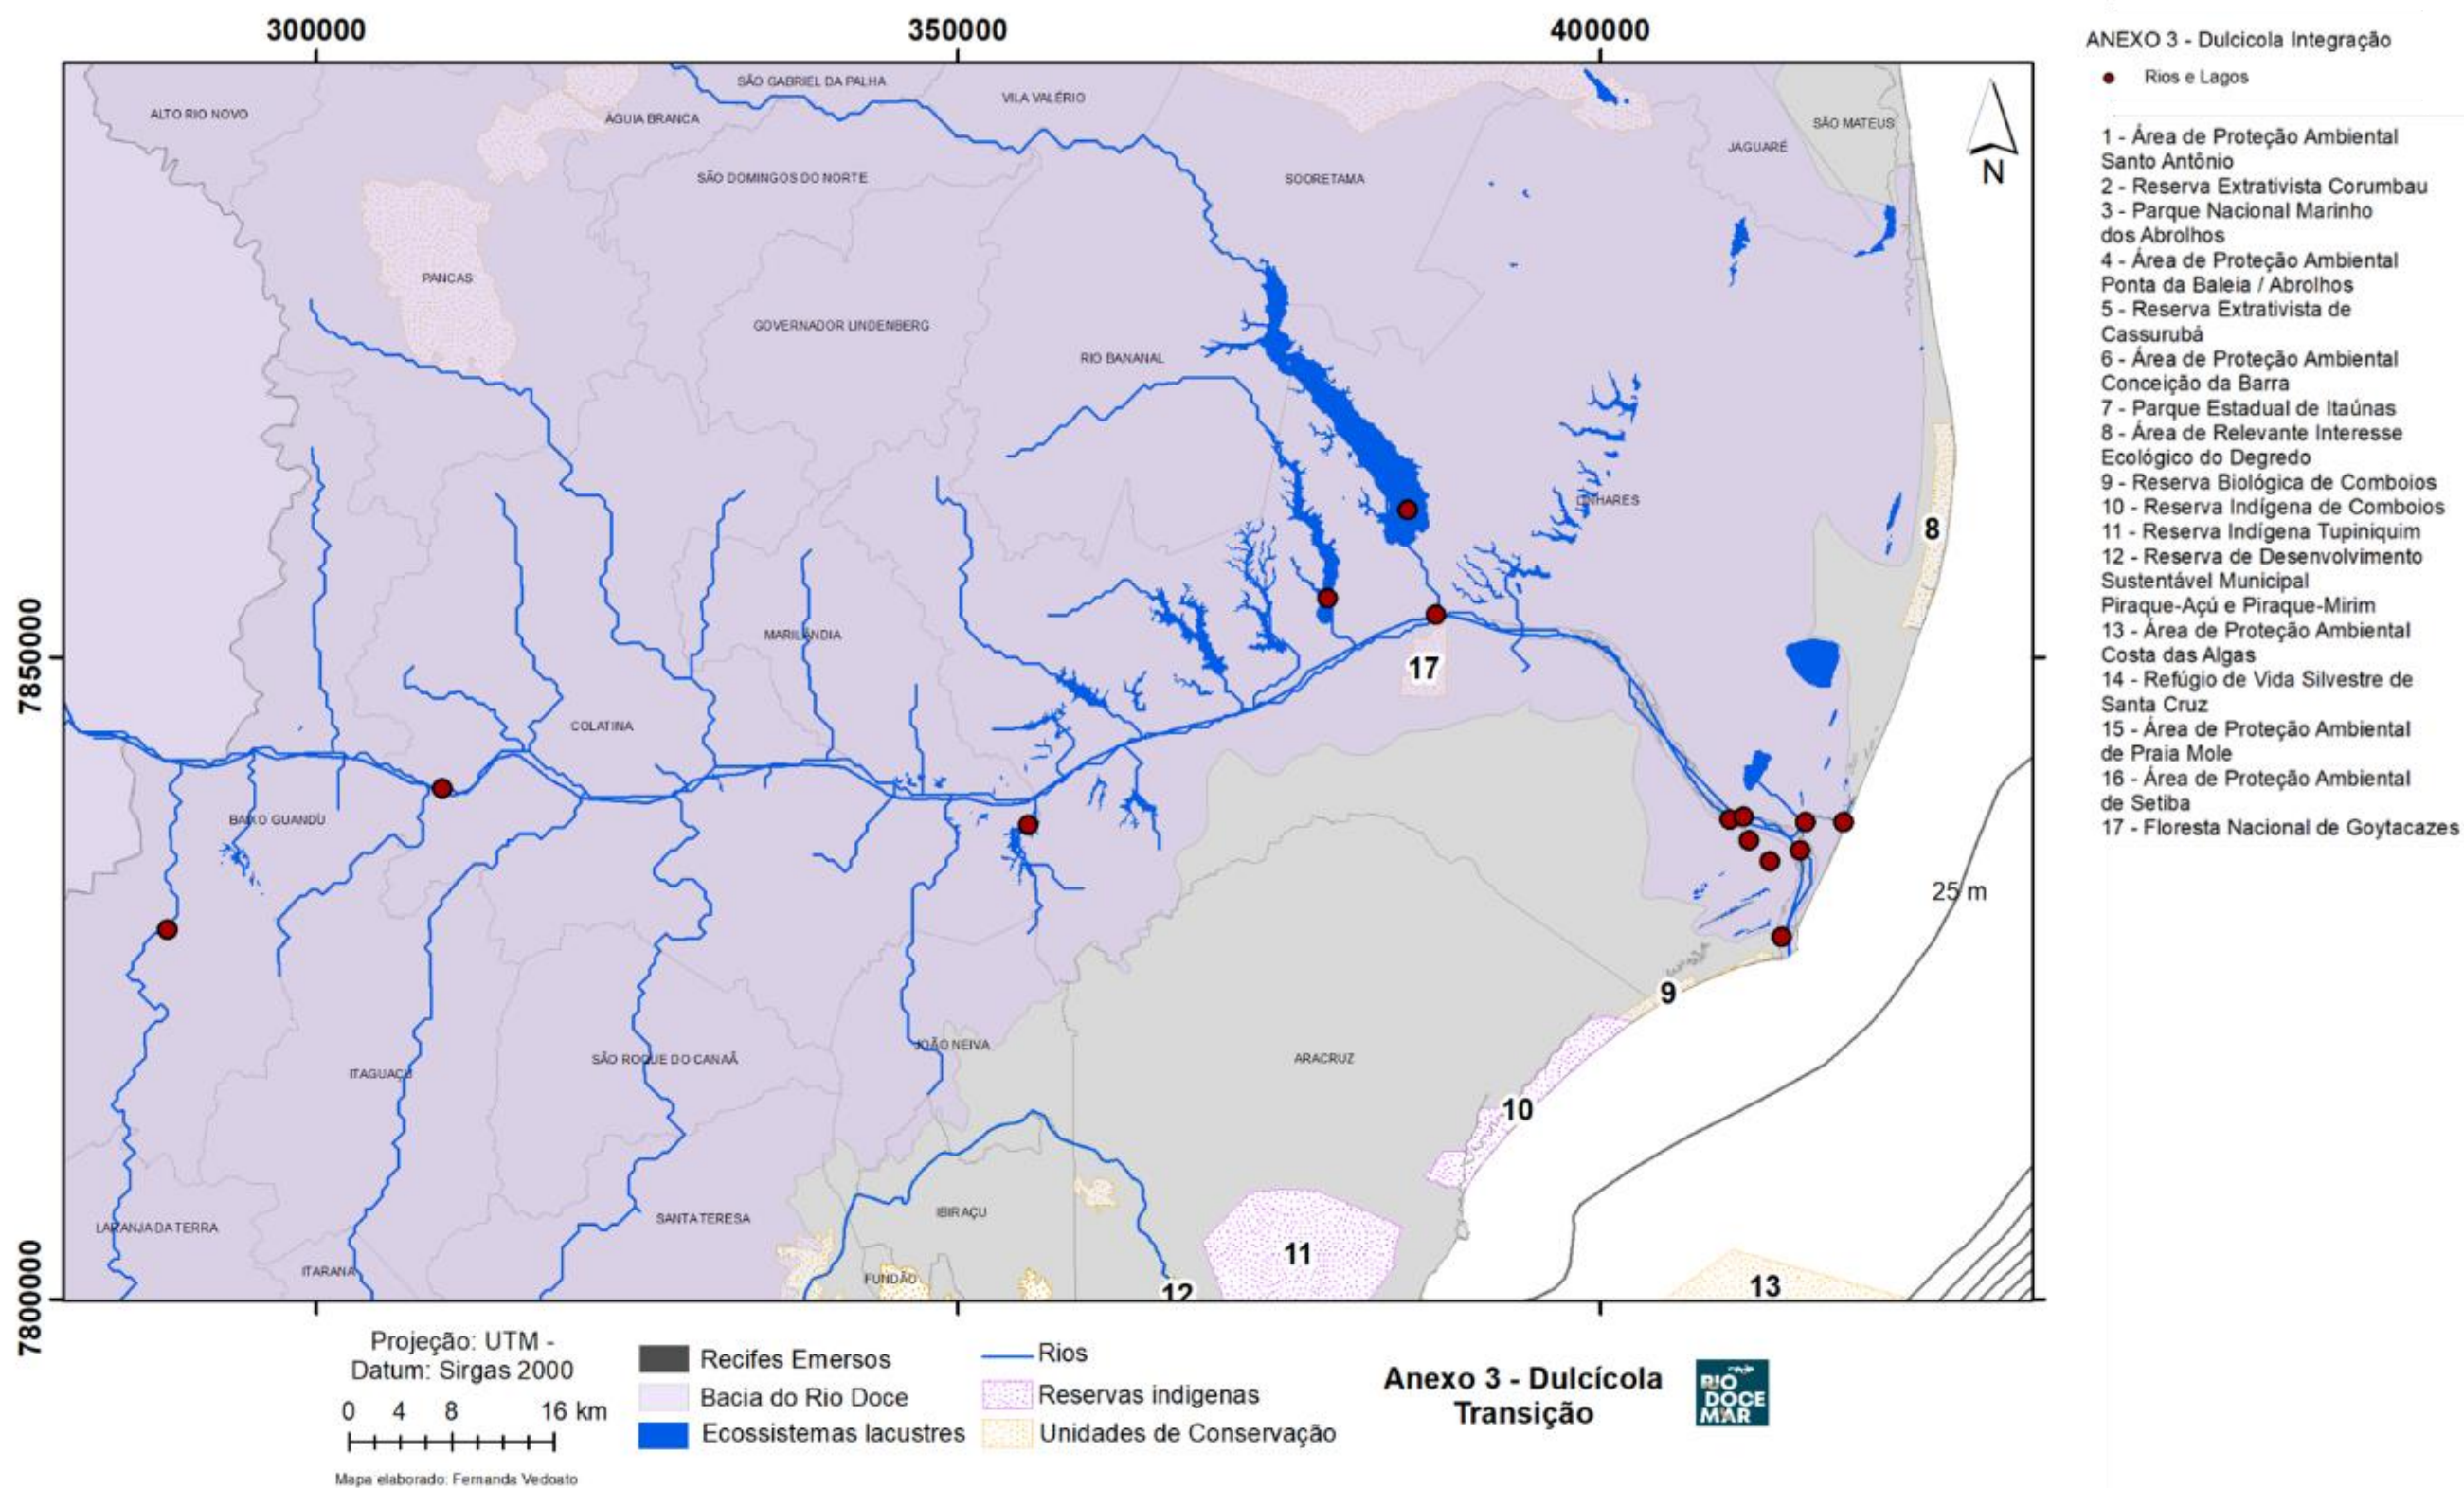 300000
350000
400000
ANEXO 3 - Dulcicola Integração
Rios e Lagos
1 - Área de Proteção Ambiental
Santo Antônio
2 - Reserva Extrativista Corumbau
3 - Parque Nacional Marinho
dos Abrolhos
4 - Área de Proteção Ambiental
Ponta da Baleia / Abrolhos
5 - Reserva Extrativista de
Cassurubá
6 - Área de Proteção Ambiental
Conceição da Barra
7 - Parque Estadual de Itaúnas
8 - Área de Relevante Interesse
Ecológico do Degredo
9 - Reserva Biológica de Comboios
10 - Reserva Indígena de Comboios
11 - Reserva Indígena Tupiniquim
12 - Reserva de Desenvolvimento
Sustentável Municipal
Piraque-Açú e Piraque-Mirim
13 - Área de Proteção Ambiental
Costa das Algas
14 - Refúgio de Vida Silvestre de
Santa Cruz
15 - Área de Proteção Ambiental
de Praia Mole
16 - Área de Proteção Ambiental
de Setiba
17 - Floresta Nacional de Goytacazes
SÃO GABRIEL DA PALHA
VILA VALÉRIO
ALTO RIO NOVO
ÁGUIA BRANCA
SÃO MATEUS
JAGUARÉ
N
SÃO DOMINGOS DO NORTE
SOORETAMA
PANCAS
GOVERNADOR LINDENBERG
RIO BANANAL
LINHARES
8
7850000
MARILÂNDIA
17
COLATINA
BAIXO GUANDU
25 m
9
JOÃO NEIVA
SÃO ROQUE DO CANAÃ
ARACRUZ
ITAGUAÇU
10
IBIRAÇU
SANTA TERESA
LARANJA DA TERRA
11
ITARANA
FUNDÃO
12
13
7800000
Projeção: UTM -
Datum: Sirgas 2000
0 4 8 16 km
Mapa elaborado: Fernanda Vedoato
Recifes Emersos
Bacia do Rio Doce
Ecossistemas lacustres
Rios
Reservas indigenas
Unidades de Conservação
Anexo 3 - Dulcícola
Transição
RIO
DOCE
MAR